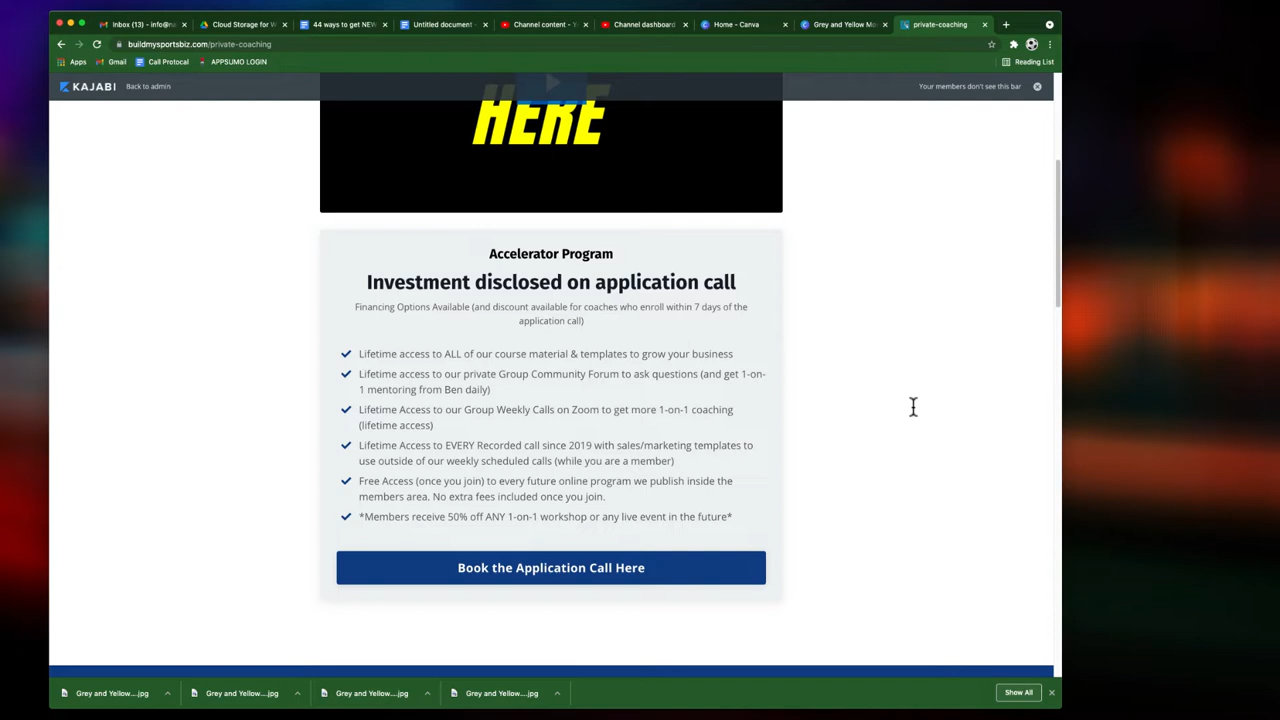 Inbox (13) - info@n
Cloud Storage for W
44 ways to get NEW
Untitled document -
Channel content - Y
Channel dashboard
Home - Canva
Grey and Yellow Mo
private-coaching
buildmysportsbiz.com/private-coaching
Apps
Gmail
Call Protocal
APPSUMO LOGIN
Reading List
KAJABI
Back to admin
Your members don't see this bar
HERE
Accelerator Program
Investment disclosed on application call
Financing Options Available (and discount available for coaches who enroll within 7 days of the
application call)
Lifetime access to ALL of our course material & templates to grow your business
Lifetime access to our private Group Community Forum to ask questions (and get 1-on-
1 mentoring from Ben daily)
Lifetime Access to our Group Weekly Calls on Zoom to get more 1-on-1 coaching
(lifetime access)
Lifetime Access to EVERY Recorded call since 2019 with sales/marketing templates to
use outside of our weekly scheduled calls (while you are a member)
Free Access (once you join) to every future online program we publish inside the
members area. No extra fees included once you join.
*Members receive 50% off ANY 1-on-1 workshop or any live event in the future*
Book the Application Call Here
Grey and Yellow....jpg
Grey and Yellow....jpg
Grey and Yellow....jpg
Grey and Yellow....jpg
Show All